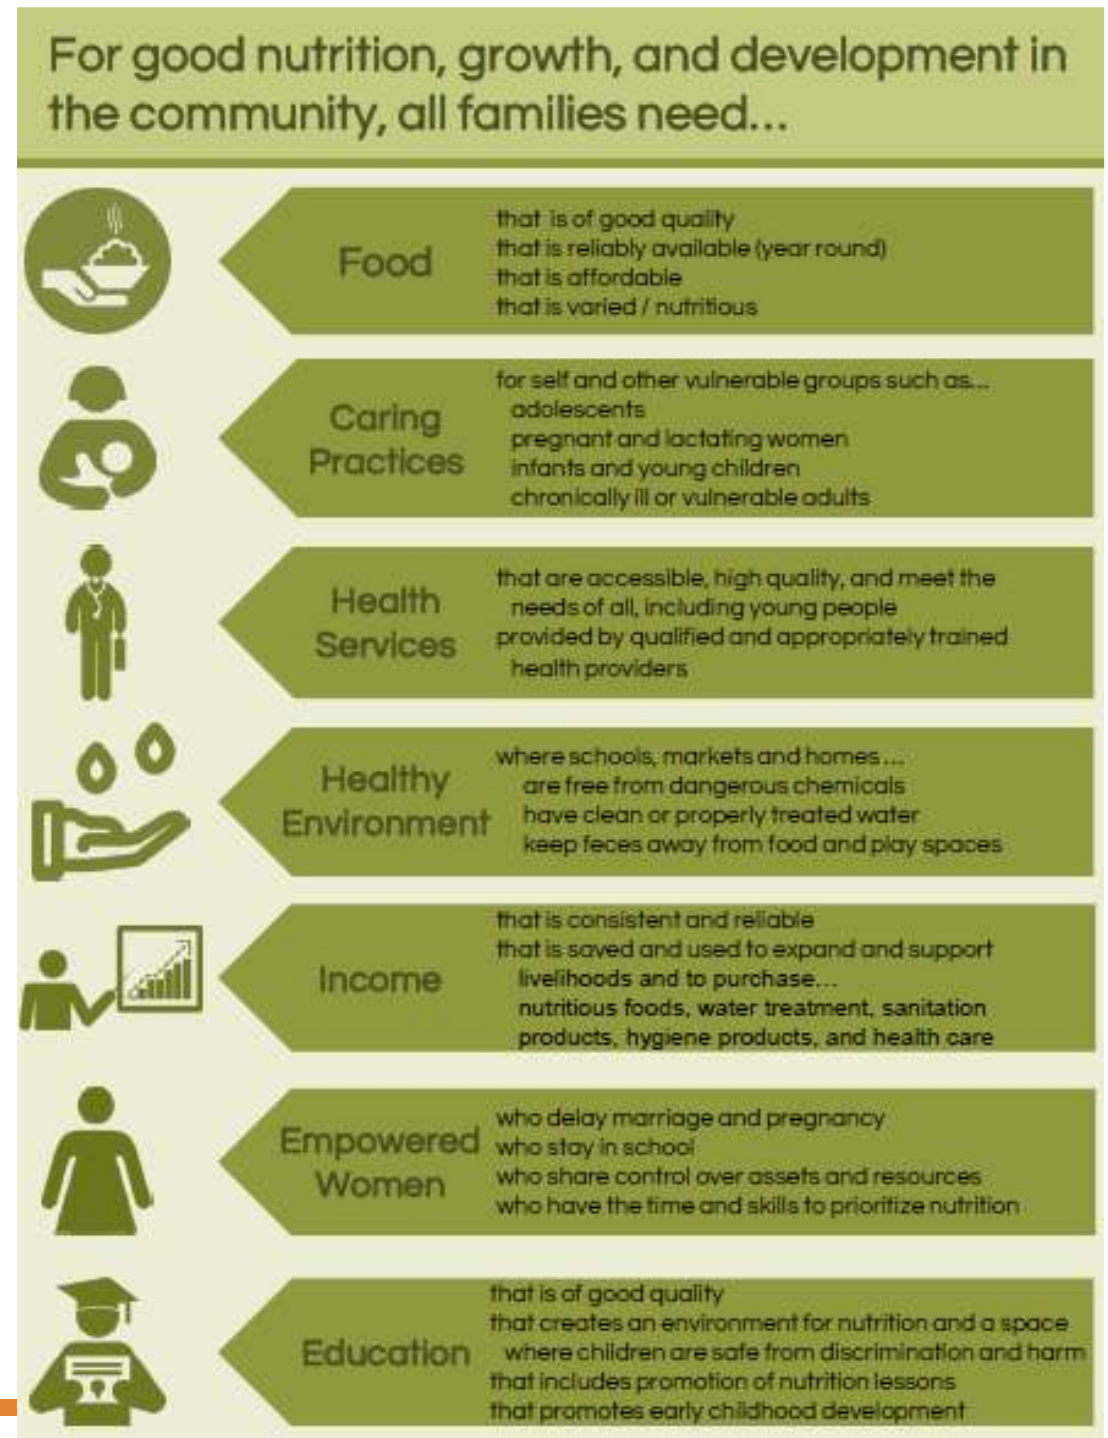 For good nutrition, growth, and development in
the community, all families need...
Food
that is of good quality
that is reliably available (year round)
that is affordable
that is varied / nutritious
Caring
Practices
for self and other vulnerable groups such as...
adolescents
pregnant and lactating women
infants and young children
chronically ill or vulnerable adults
Health
Services
that are accessible, high quality, and meet the
needs of all, including young people
provided by qualified and appropriately trained
health providers
Healthy
Environment
where schools, markets and homes...
are free from dangerous chemicals
have clean or properly treated water
keep feces away from food and play spaces
Income
that is consistent and reliable
that is saved and used to expand and support
livelihoods and to purchase...
nutritious foods, water treatment, sanitation
products, hygiene products, and health care
Empowered
Women
who delay marriage and pregnancy
who stay in school
who share control over assets and resources
who have the time and skills to prioritize nutrition
Education
that is of good quality
that creates an environment for nutrition and a space
where children are safe from discrimination and harm
that includes promotion of nutrition lessons
that promotes early childhood development